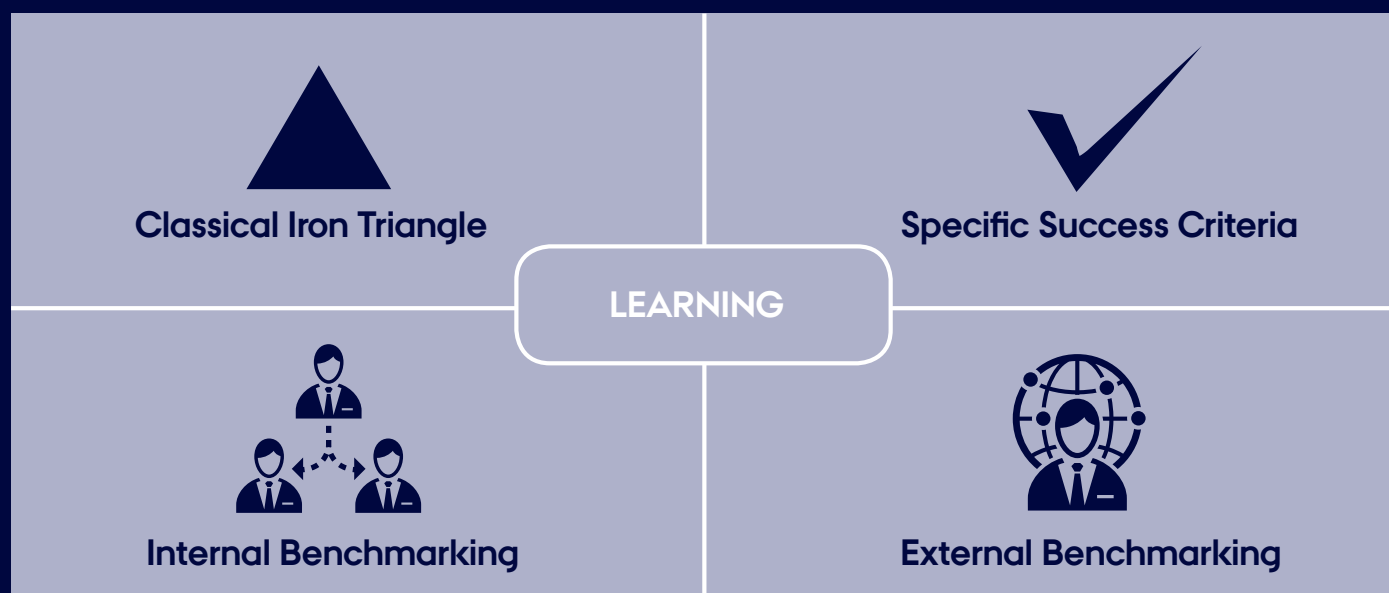 Classical Iron Triangle
Specific Success Criteria
LEARNING
Internal Benchmarking
External Benchmarking